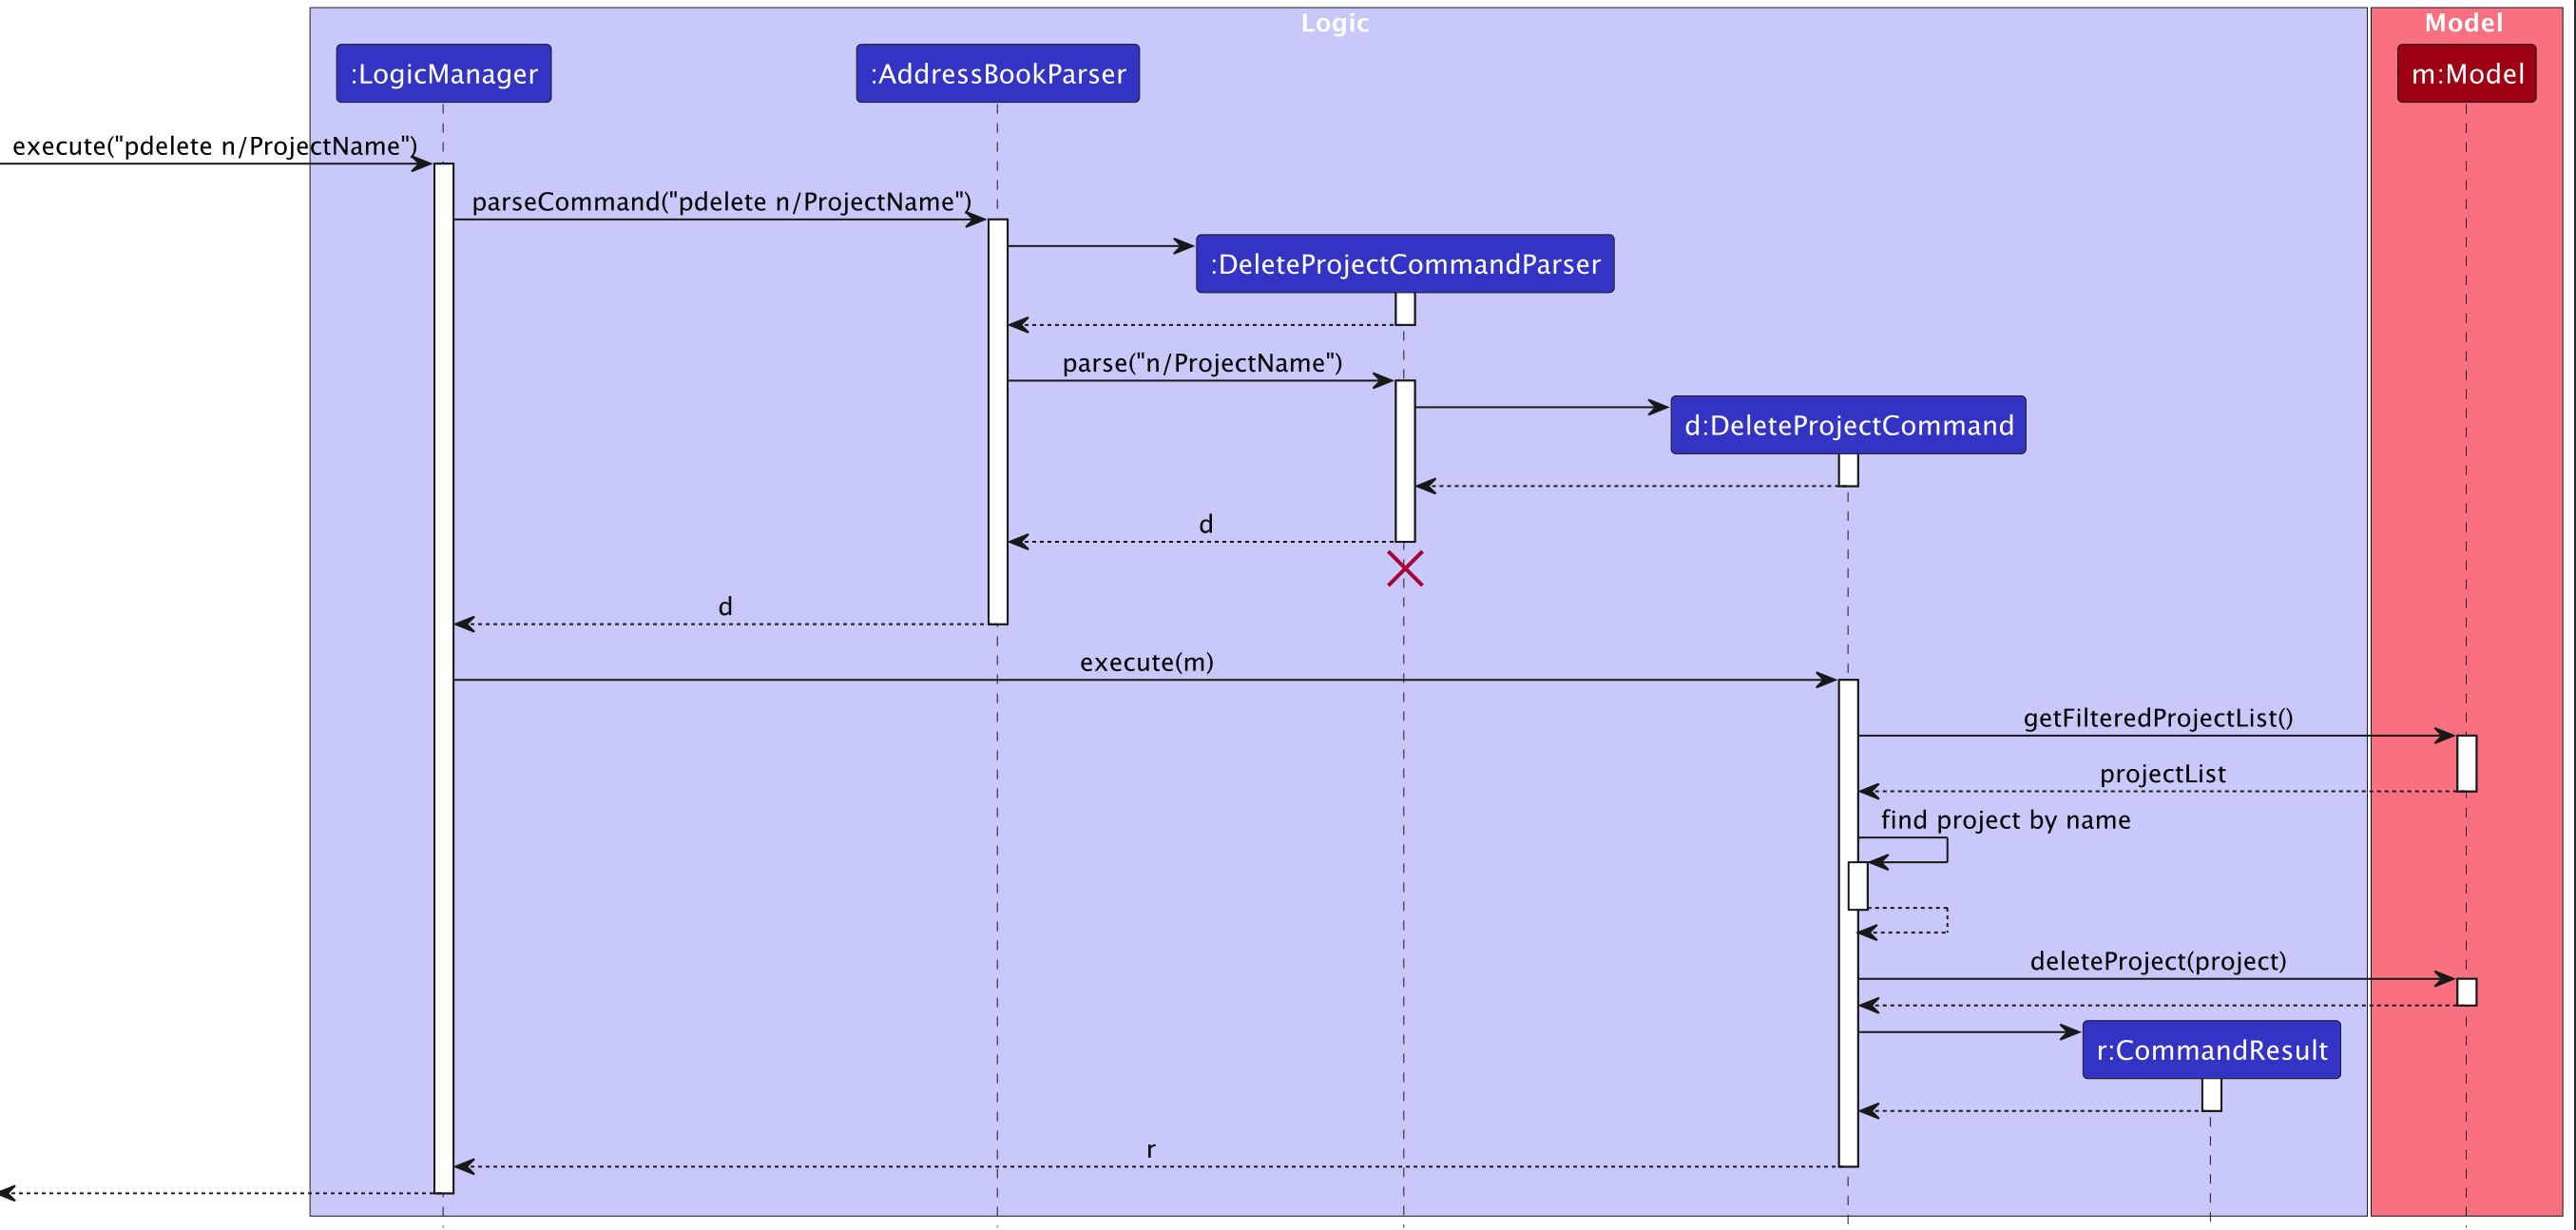 Logic
Model
:LogicManager
:AddressBookParser
m:Model
execute("pdelete n/ProjectName")
parseCommand("pdelete n/ProjectName")
:DeleteProjectCommandParser
parse("n/ProjectName")
d:DeleteProjectCommand
d
d
execute(m)
getFilteredProjectList()
projectList
find project by name
deleteProject(project)
r:CommandResult
r